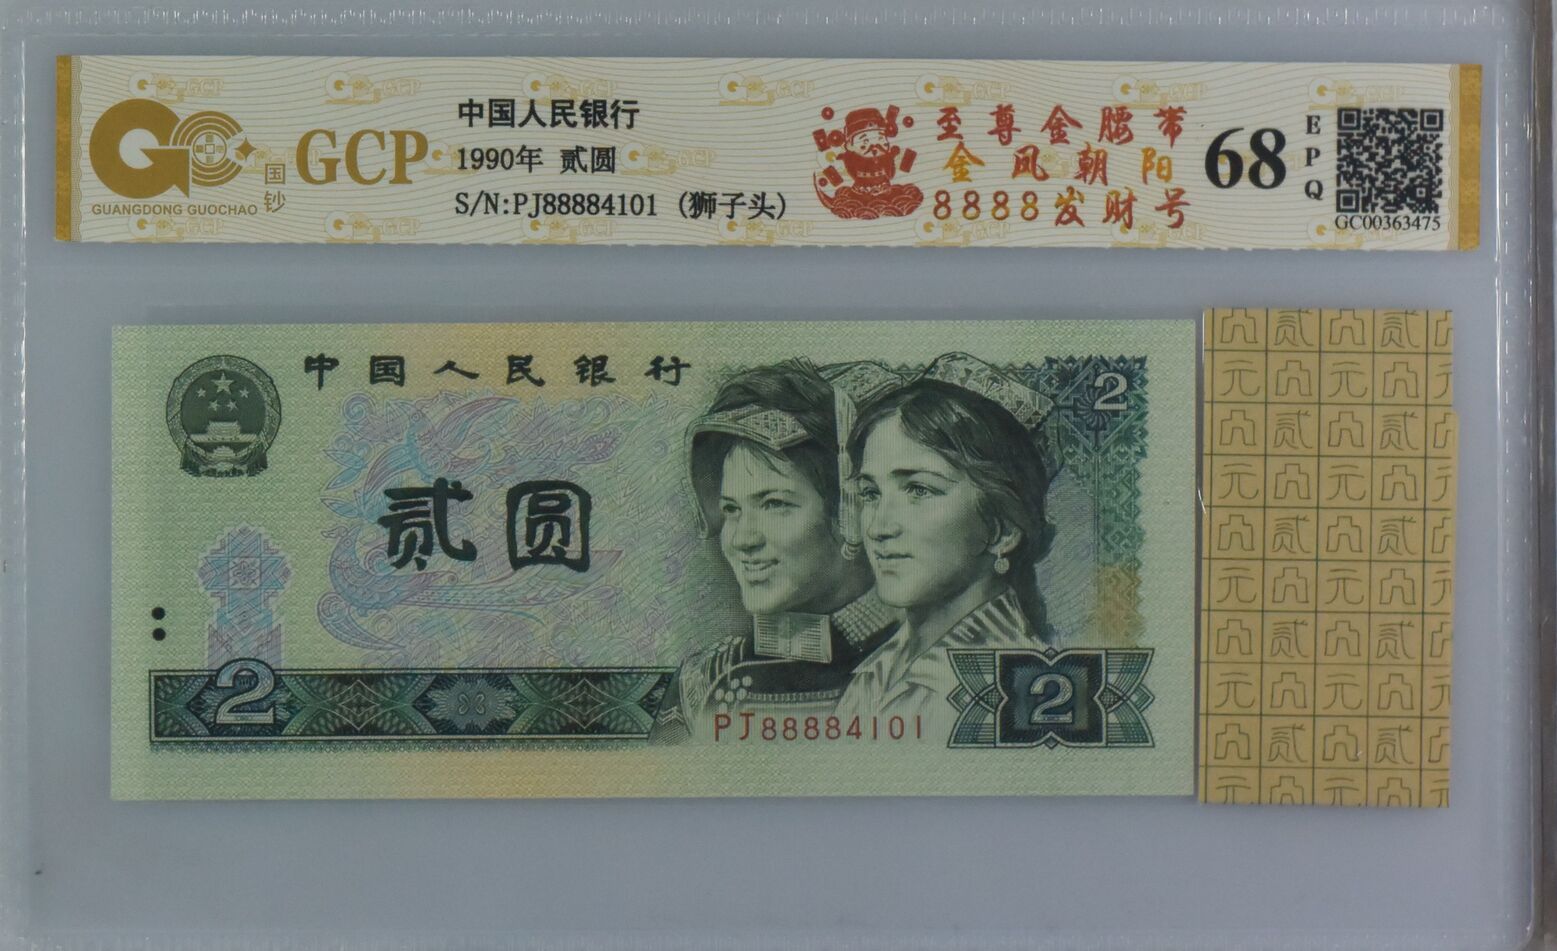 GCP
GUANGDONG GUOCHAO
国钞
中国人民银行
1990年 贰圆
S/N:PJ88884101 (狮子头)
至尊金腰带
金凤朝阳
8888发财号
68
EPQ
GC00363475
中国人民银行
2
贰圆
2
PJ88884101
2